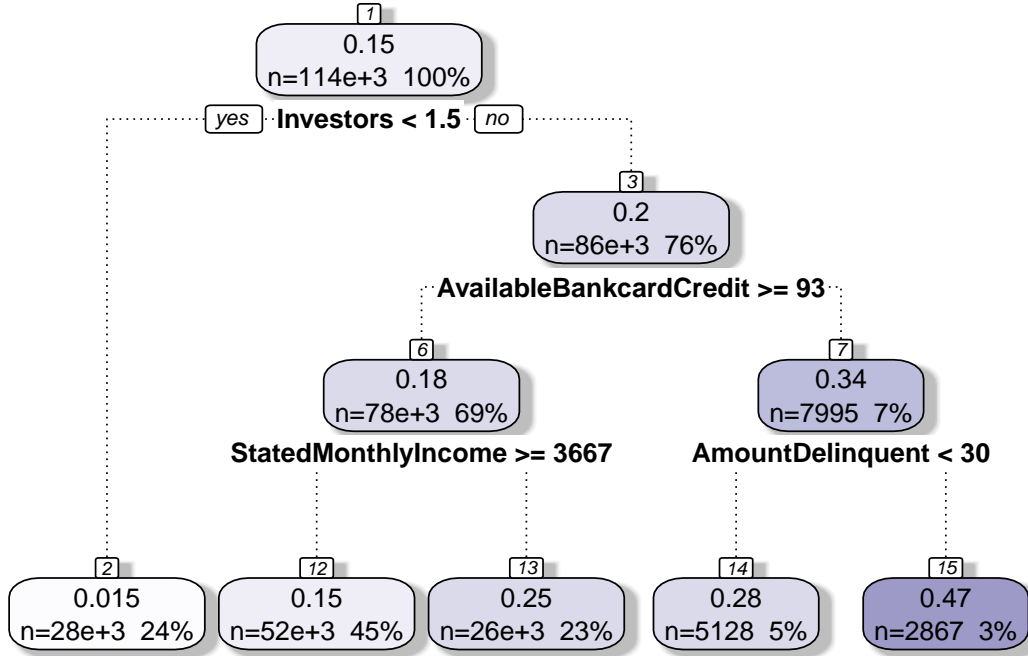 1
0.15
n=114e+3 100%
yes Investors < 1.5 no
3
0.2
n=86e+3 76%
AvailableBankcardCredit >= 93
6
0.18
n=78e+3 69%
7
0.34
n=7995 7%
StatedMonthlyIncome >= 3667
AmountDelinquent < 30
2
0.015
n=28e+3 24%
12
0.15
n=52e+3 45%
13
0.25
n=26e+3 23%
14
0.28
n=5128 5%
15
0.47
n=2867 3%